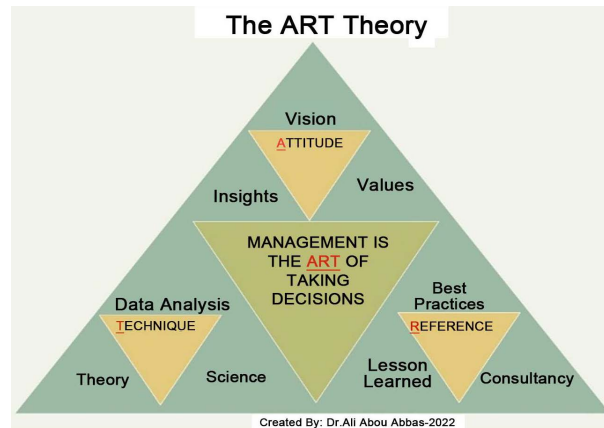 The ART Theory
Vision
ATTITUDE
Insights
Values
MANAGEMENT IS
THE ART OF
TAKING
DECISIONS
Data Analysis
TECHNIQUE
Theory
Science
Best
Practices
REFERENCE
Lesson
Learned
Consultancy
Created By: Dr.Ali Abou Abbas-2022